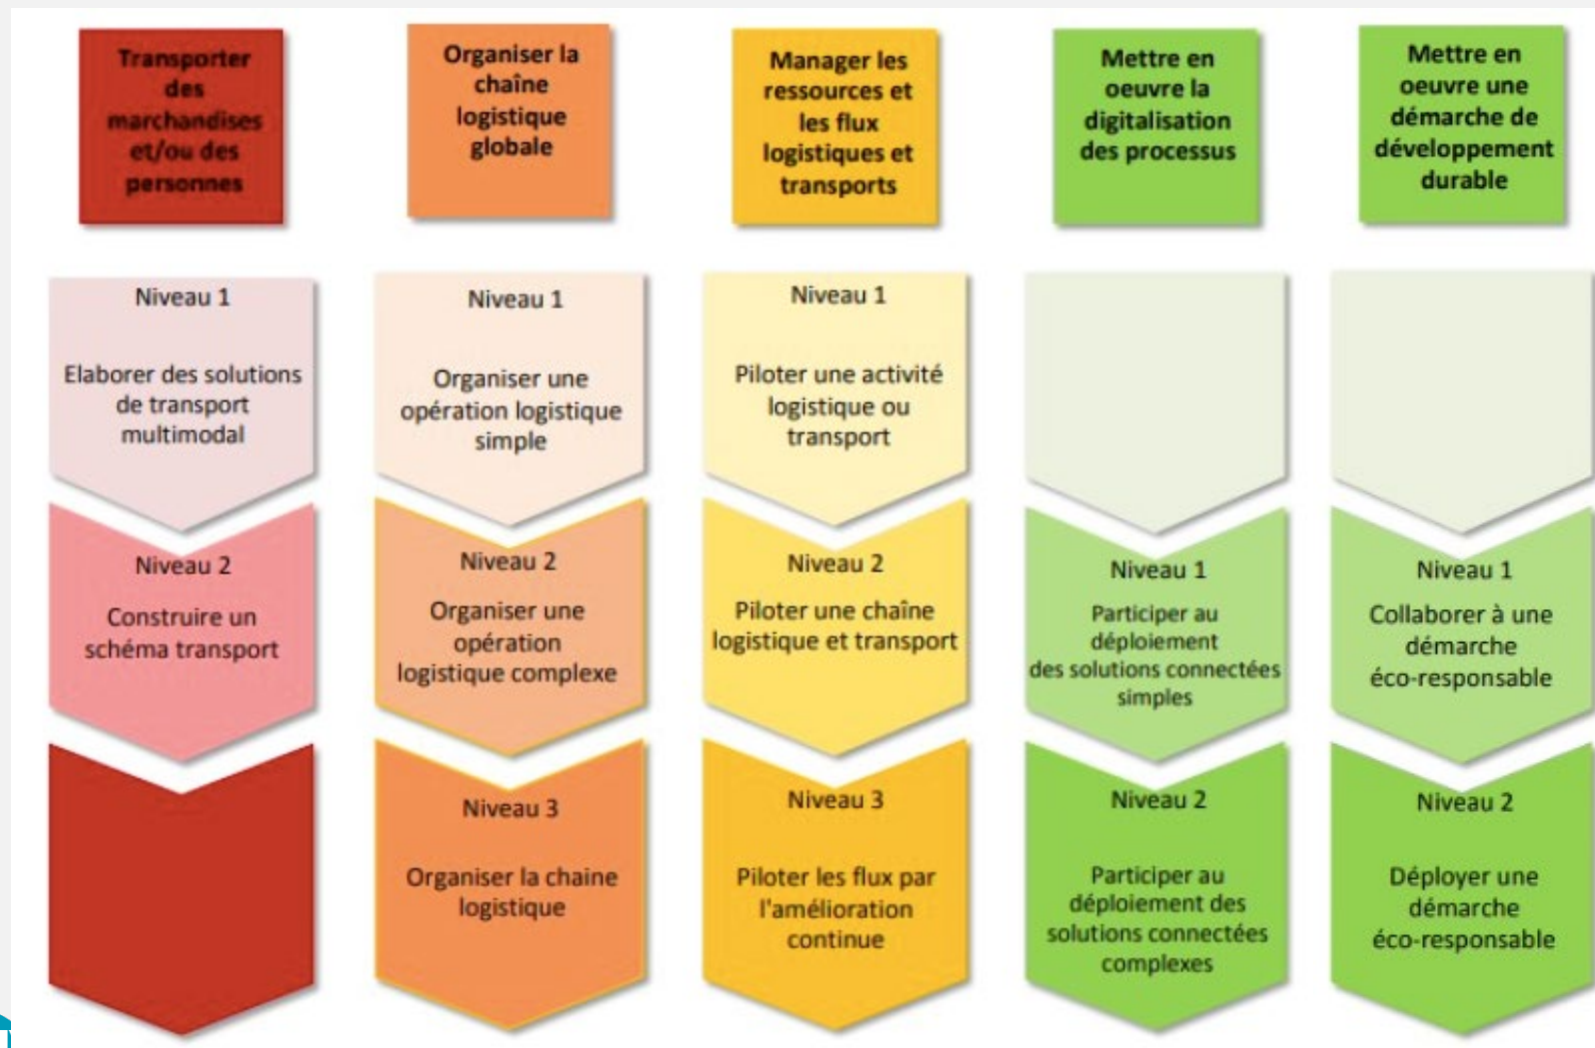 Transporter
des
marchandises
et/ou des
personnes
Organiser la
chaîne
logistique
globale
Manager les
ressources et
les flux
logistiques et
transports
Mettre en
oeuvre la
digitalisation
des processus
Mettre en
oeuvre une
démarche de
développement
durable
Niveau 1
Elaborer des solutions
de transport
multimodal
Niveau 1
Organiser une
opération logistique
simple
Niveau 1
Piloter une activité
logistique ou
transport
Niveau 2
Construire un
schéma transport
Niveau 2
Organiser une
opération
logistique complexe
Niveau 2
Piloter une chaîne
logistique et transport
Niveau 1
Participer au
déploiement
des solutions connectées
simples
Niveau 1
Collaborer à une
démarche
éco-responsable
Niveau 3
Organiser la chaine
logistique
Niveau 3
Piloter les flux par
l'amélioration
continue
Niveau 2
Participer au
déploiement des
solutions connectées
complexes
Niveau 2
Déployer une
démarche
éco-responsable